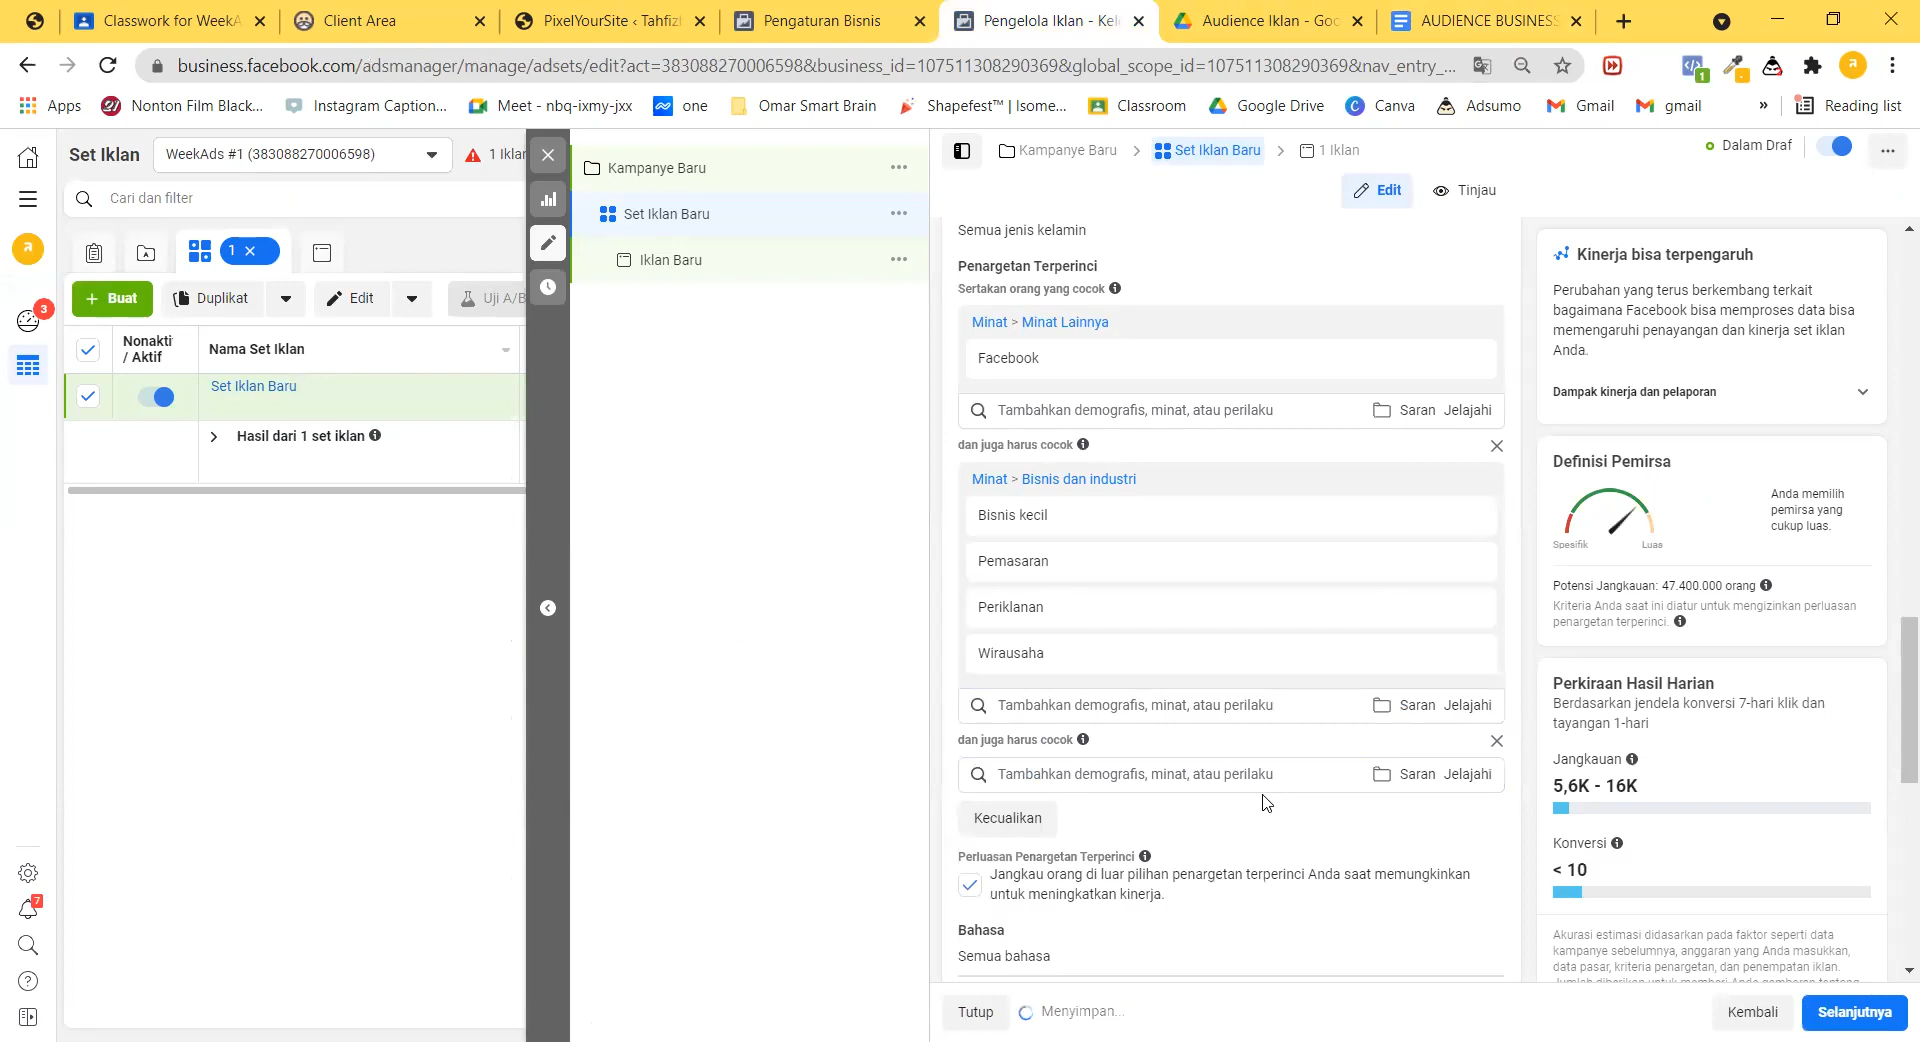 Classwork for WeekA
Client Area
PixelYourSite ‹ Tahfiz
Pengaturan Bisnis
Pengelola Iklan - Kel
Audience Iklan - Goo
AUDIENCE BUSINESS
business.facebook.com/adsmanager/manage/adsets/edit?act=383088270006598&business_id=107511308290369&global_scope_id=107511308290369&nav_entry_...
Apps
Nonton Film Black...
Instagram Caption...
Meet - nbq-ixmy-jxx
one
Omar Smart Brain
Shapefest™ | Isome...
Classroom
Google Drive
Canva
Adsumo
Gmail
gmail
»
Reading list
Set Iklan
WeekAds #1 (383088270006598)
1 Iklan
Cari dan filter
1 ×
+ Buat
Duplikat
Edit
Uji A/B
Nonakti
/ Aktif
Nama Set Iklan
Set Iklan Baru
Hasil dari 1 set iklan
3
7
Kampanye Baru
Set Iklan Baru
Iklan Baru
Kampanye Baru > Set Iklan Baru > 1 Iklan
Dalam Draf
Edit
Tinjau
Semua jenis kelamin
Penargetan Terperinci
Sertakan orang yang cocok
Minat > Minat Lainnya
Facebook
Tambahkan demografis, minat, atau perilaku
Saran
Jelajahi
dan juga harus cocok
Minat > Bisnis dan industri
Bisnis kecil
Pemasaran
Periklanan
Wirausaha
Tambahkan demografis, minat, atau perilaku
Saran
Jelajahi
dan juga harus cocok
Tambahkan demografis, minat, atau perilaku
Saran
Jelajahi
Kecualikan
Perluasan Penargetan Terperinci
Jangkau orang di luar pilihan penargetan terperinci Anda saat memungkinkan
untuk meningkatkan kinerja.
Bahasa
Semua bahasa
Tutup
Menyimpan...
Kembali
Selanjutnya
Kinerja bisa terpengaruh
Perubahan yang terus berkembang terkait
bagaimana Facebook bisa memproses data bisa
memengaruhi penayangan dan kinerja set iklan
Anda.
Dampak kinerja dan pelaporan
Definisi Pemirsa
Spesifik
Luas
Anda memilih
pemirsa yang
cukup luas.
Potensi Jangkauan: 47.400.000 orang
Kriteria Anda saat ini diatur untuk mengizinkan perluasan
penargetan terperinci.
Perkiraan Hasil Harian
Berdasarkan jendela konversi 7-hari klik dan
tayangan 1-hari
Jangkauan
5,6K - 16K
Konversi
< 10
Akurasi estimasi didasarkan pada faktor seperti data
kampanye sebelumnya, anggaran yang Anda masukkan,
data pasar, kriteria penargetan, dan penempatan iklan.